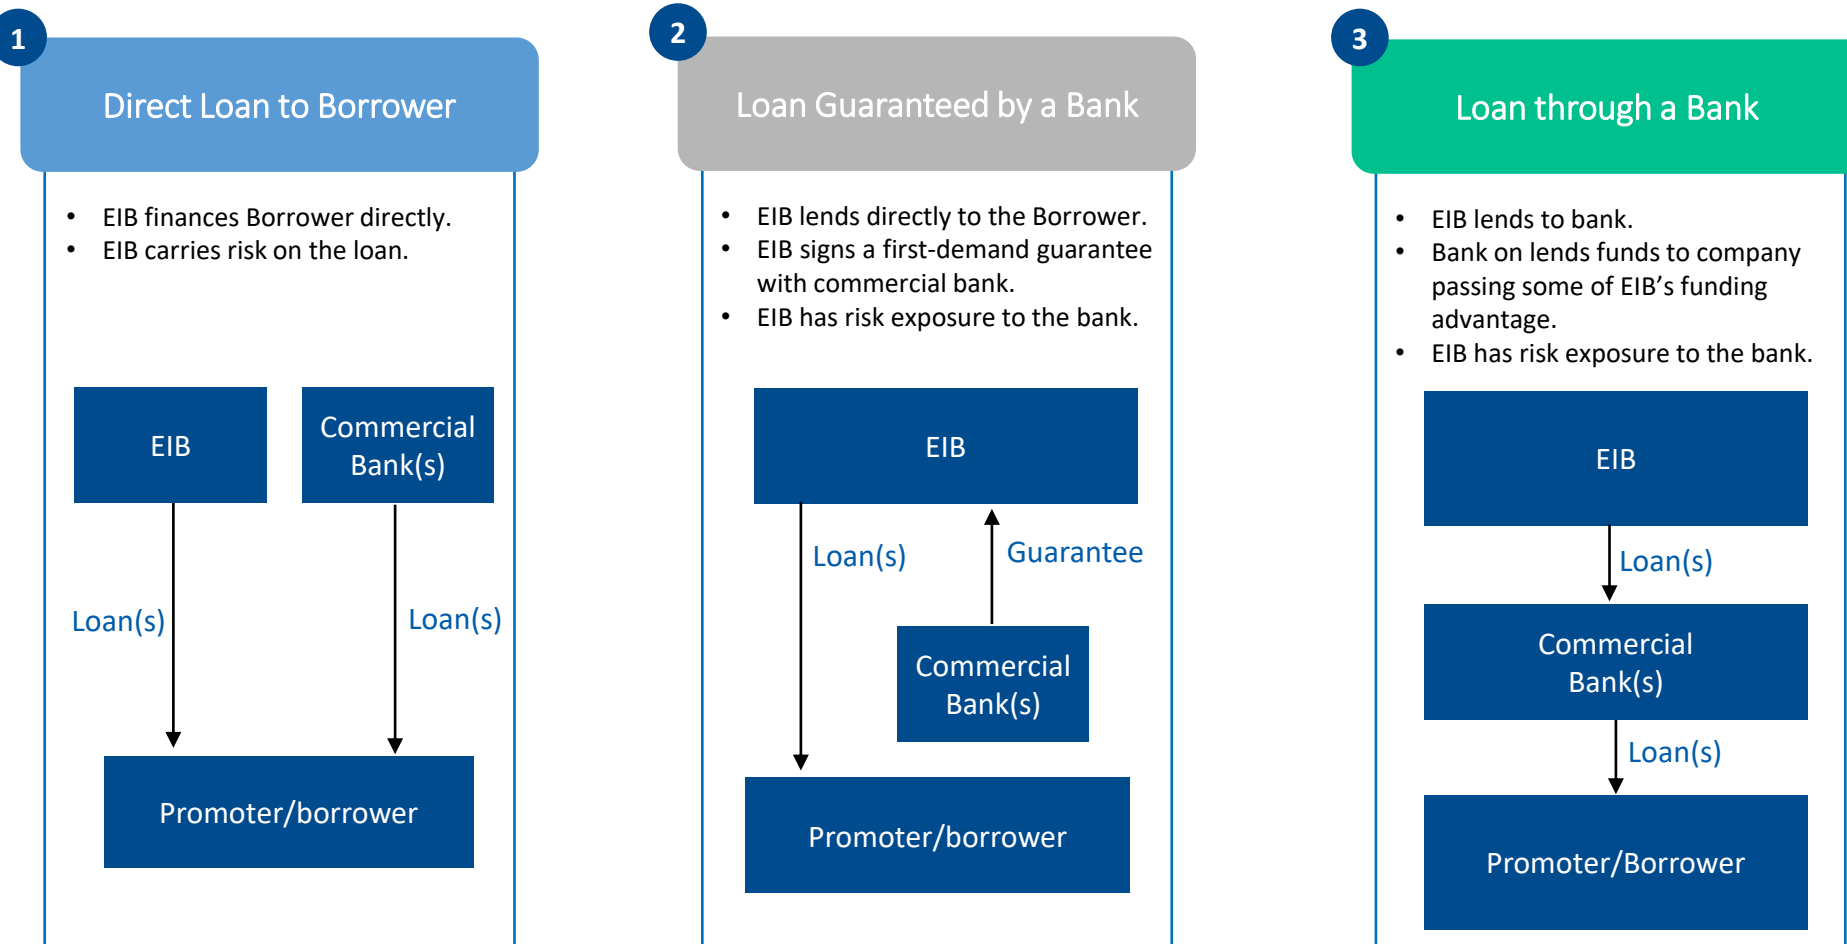 1
Direct Loan to Borrower
• EIB finances Borrower directly.
• EIB carries risk on the loan.
EIB
Commercial
Bank(s)
Loan(s)
Loan(s)
Promoter/borrower
2
Loan Guaranteed by a Bank
• EIB lends directly to the Borrower.
• EIB signs a first-demand guarantee
with commercial bank.
• EIB has risk exposure to the bank.
EIB
Loan(s)
Guarantee
Commercial
Bank(s)
Promoter/borrower
3
Loan through a Bank
• EIB lends to bank.
• Bank on lends funds to company
passing some of EIB’s funding
advantage.
• EIB has risk exposure to the bank.
EIB
Loan(s)
Commercial
Bank(s)
Loan(s)
Promoter/Borrower